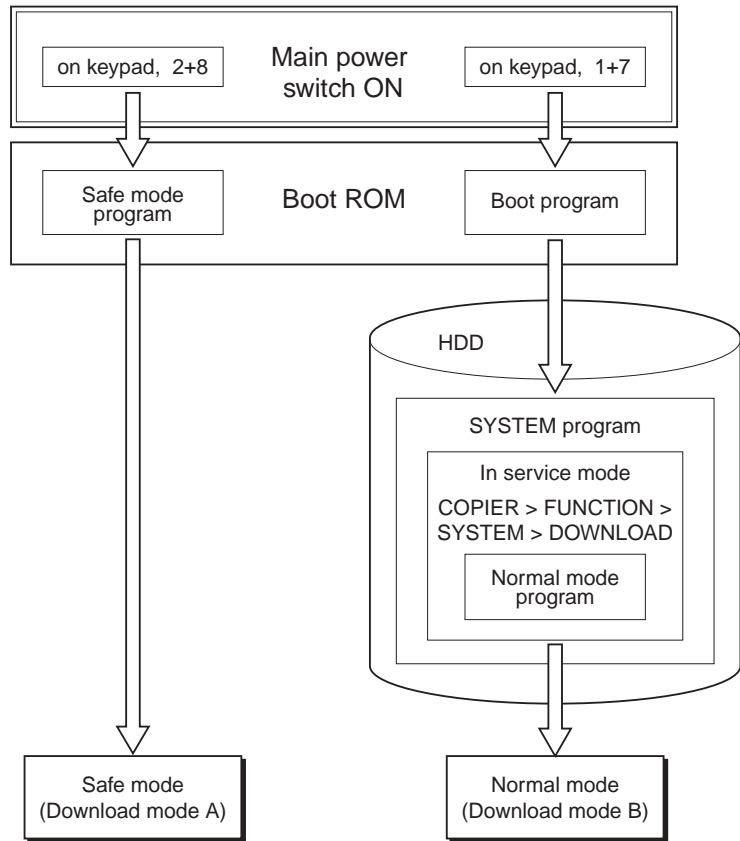 on keypad,  2+8
Main power
switch ON
on keypad,  1+7
Safe mode
program
Boot ROM
Boot program
HDD
SYSTEM program
In service mode
COPIER > FUNCTION >
SYSTEM > DOWNLOAD
Normal mode
program
Safe mode
(Download mode A)
Normal mode
(Download mode B)